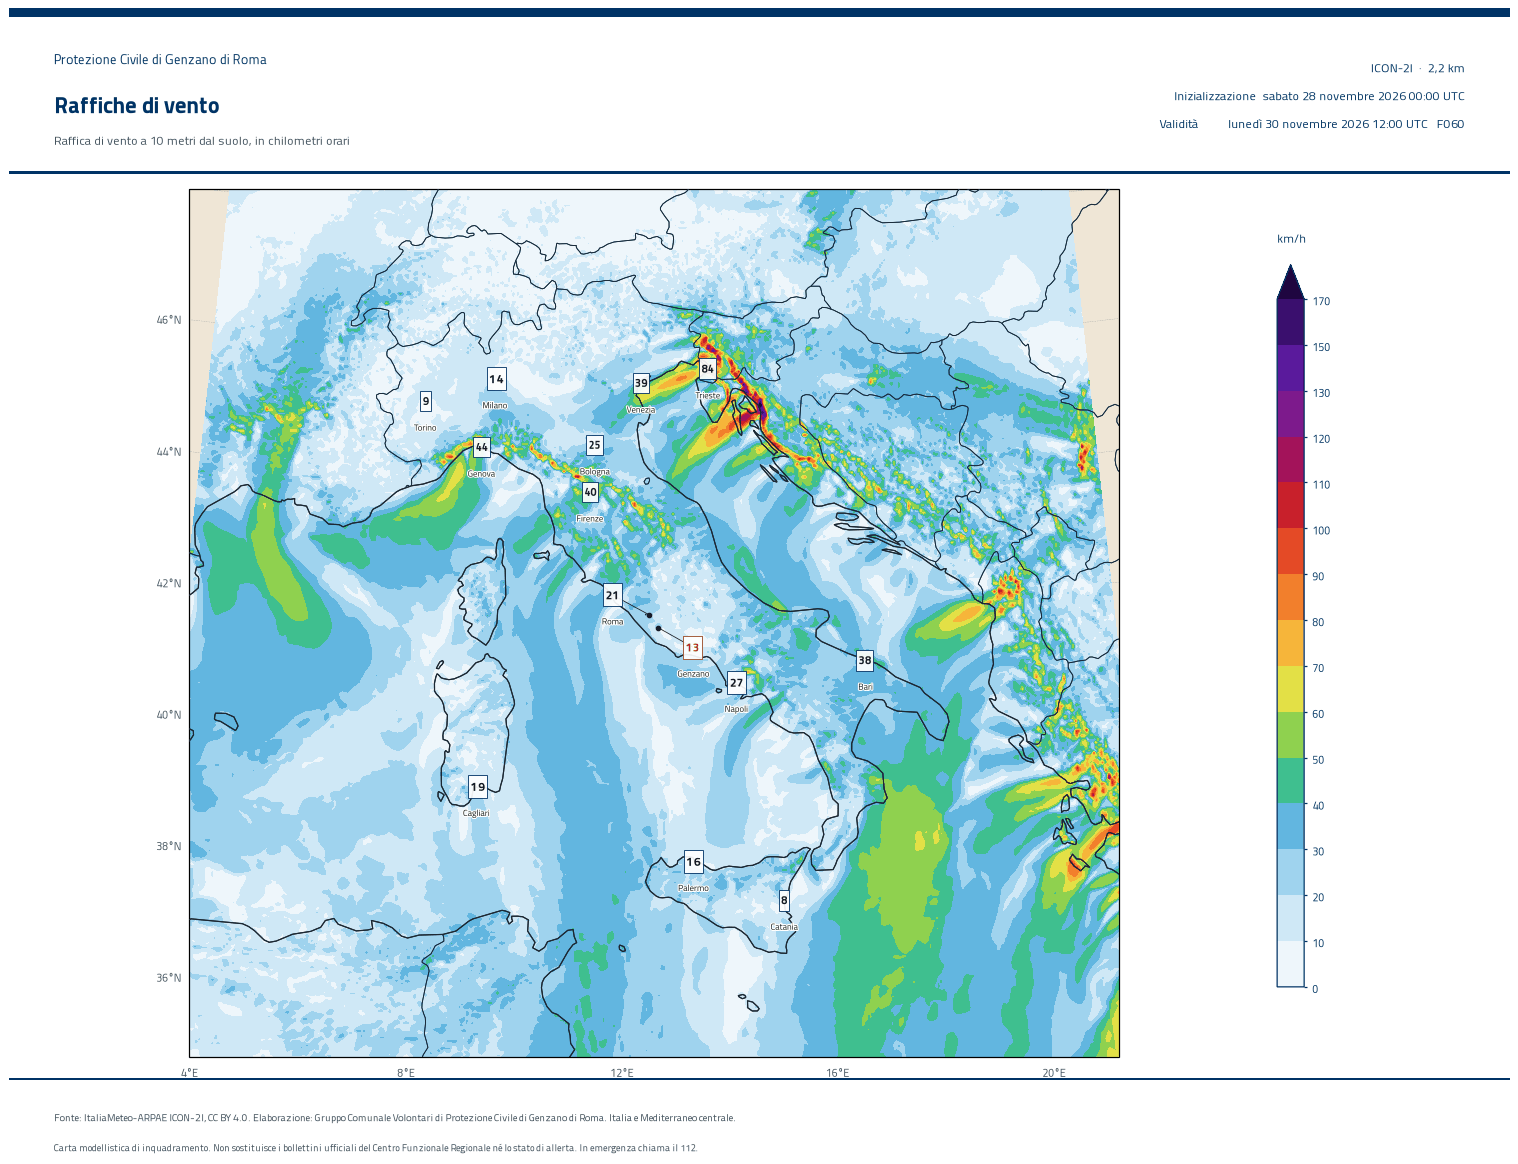 Protezione Civile di Genzano di Roma
Raffiche di vento
Raffica di vento a 10 metri dal suolo, in chilometri orari
ICON-2I · 2,2 km
Inizializzazione sabato 28 novembre 2026 00:00 UTC
Validità lunedì 30 novembre 2026 12:00 UTC F060
46°N
44°N
42°N
40°N
38°N
36°N
4°E
8°E
12°E
16°E
20°E
9
Torino
14
Milano
39
Venezia
84
Trieste
44
Genova
25
Bologna
40
Firenze
21
Roma
13
Genzano
27
Napoli
38
Bari
19
Cagliari
16
Palermo
8
Catania
km/h
170
150
130
120
110
100
90
80
70
60
50
40
30
20
10
0
Fonte: ItaliaMeteo-ARPAE ICON-2I, CC BY 4.0. Elaborazione: Gruppo Comunale Volontari di Protezione Civile di Genzano di Roma. Italia e Mediterraneo centrale.
Carta modellistica di inquadramento. Non sostituisce i bollettini ufficiali del Centro Funzionale Regionale né lo stato di allerta. In emergenza chiama il 112.